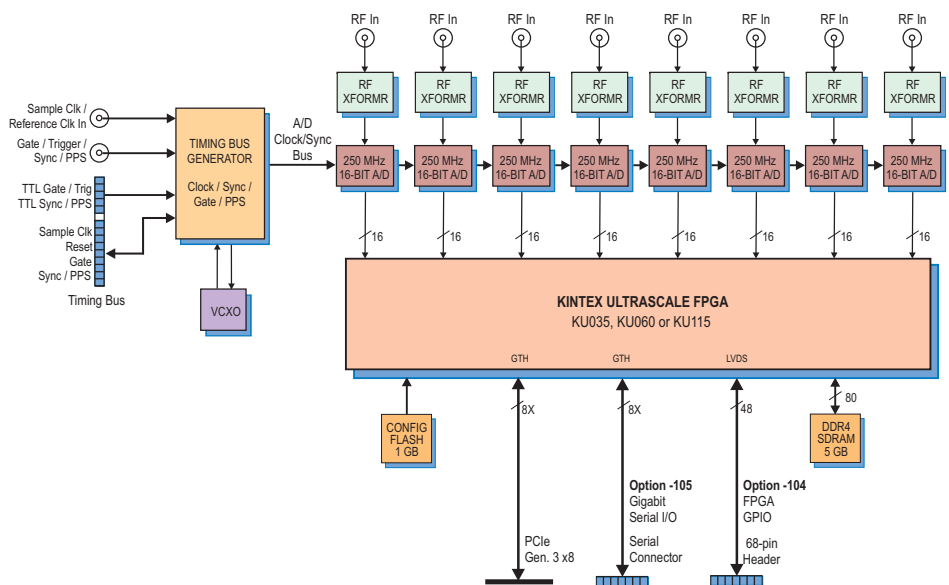 RF In
RF In
RF In
RF In
RF In
RF In
RF In
RF In
RF
XFORMR
RF
XFORMR
RF
XFORMR
RF
XFORMR
RF
XFORMR
RF
XFORMR
RF
XFORMR
RF
XFORMR
Sample Clk /
Reference Clk In
Gate / Trigger /
Sync / PPS
TTL Gate / Trig
TTL Sync / PPS
Sample Clk
Reset
Gate
Sync / PPS
Timing Bus
TIMING BUS
GENERATOR
Clock / Sync /
Gate / PPS
VCXO
A/D
Clock/Sync
Bus
250 MHz
16-BIT A/D
250 MHz
16-BIT A/D
250 MHz
16-BIT A/D
250 MHz
16-BIT A/D
250 MHz
16-BIT A/D
250 MHz
16-BIT A/D
250 MHz
16-BIT A/D
250 MHz
16-BIT A/D
16
16
16
16
16
16
16
16
KINTEX ULTRASCALE FPGA
KU035, KU060 or KU115
GTH
GTH
LVDS
8X
8X
48
80
CONFIG
FLASH
1 GB
DDR4
SDRAM
5 GB
PCIe
Gen. 3 x8
Option -105
Gigabit
Serial I/O
Serial
Connector
Option -104
FPGA
GPIO
68-pin
Header